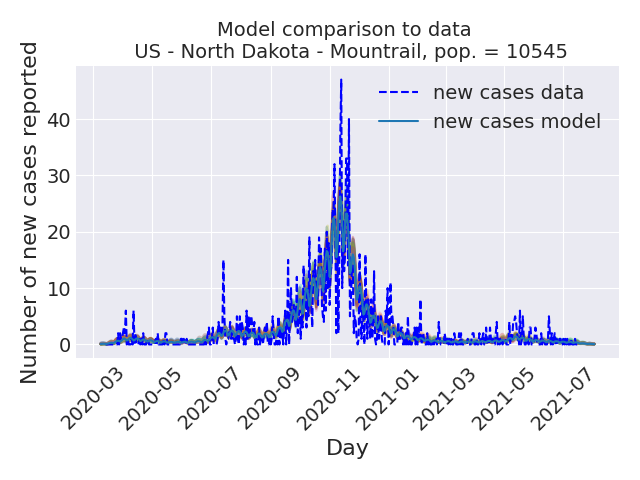 Model comparison to data
US - North Dakota - Mountrail, pop. = 10545
Number of new cases reported
40
30
20
10
0
new cases data
new cases model
2020-03
2020-05
2020-07
2020-09
2020-11
2021-01
2021-03
2021-05
2021-07
Day